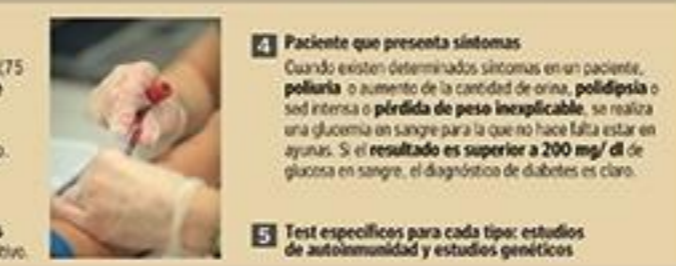 75
4 Paciente que presenta síntomas
Cuando existen determinados síntomas en un paciente,
poliuria o aumento de la cantidad de orina, polidipsia o
sed intensa o pérdida de peso inexplicable, se realiza
una glucemia en sangre para la que no hace falta estar en
ayunas. Si el resultado es superior a 200 mg/ dl de
glucosa en sangre, el diagnóstico de diabetes es claro.
5 Test específicos para cada tipo: estudios
de autoinmunidad y estudios genéticos